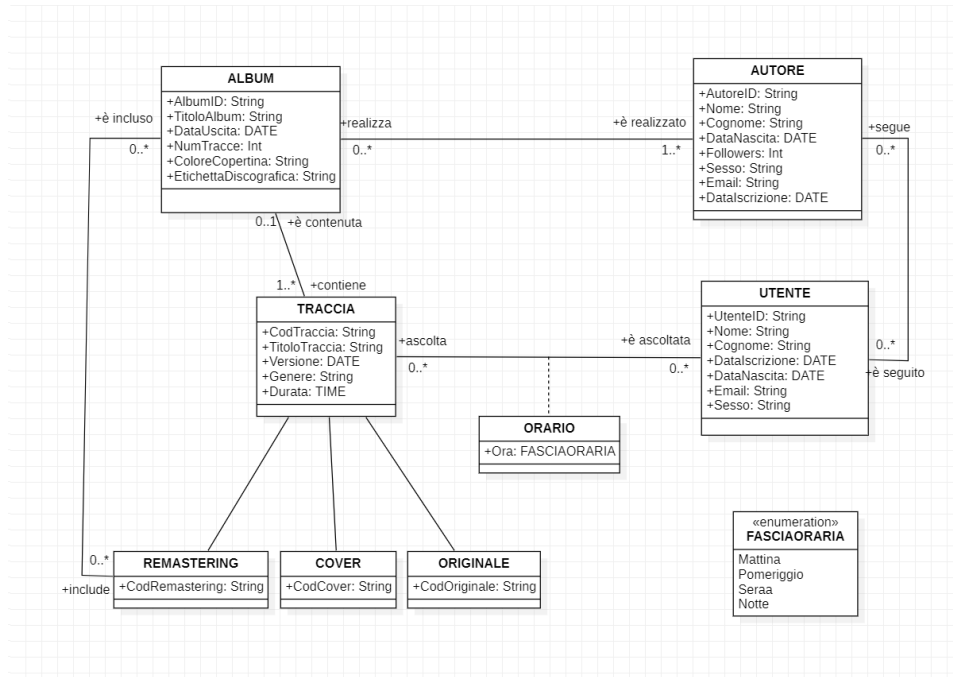 ALBUM
+AlbumID: String
+TitoloAlbum: String
+DataUscita: DATE
+NumTracce: Int
+ColoreCopertina: String
+EtichettaDiscografica: String
+è incluso
0..*
+realizza
0..*
+è realizzato
1..*
AUTORE
+AutoreID: String
+Nome: String
+Cognome: String
+DataNascita: DATE
+Followers: Int
+Sesso: String
+Email: String
+DataIscrizione: DATE
+segue
0..*
0..1
+è contenuta
1..*
+contiene
TRACCIA
+CodTraccia: String
+TitoloTraccia: String
+Versione: DATE
+Genere: String
+Durata: TIME
+ascolta
0..*
+è ascoltata
0..*
UTENTE
+UtenteID: String
+Nome: String
+Cognome: String
+DataIscrizione: DATE
+DataNascita: DATE
+Email: String
+Sesso: String
0..*
+è seguito
ORARIO
+Ora: FASCIAORARIA
0..*
+include
REMASTERING
+CodRemastering: String
COVER
+CodCover: String
ORIGINALE
+CodOriginale: String
«enumeration»
FASCIAORARIA
Mattina
Pomeriggio
Seraa
Notte